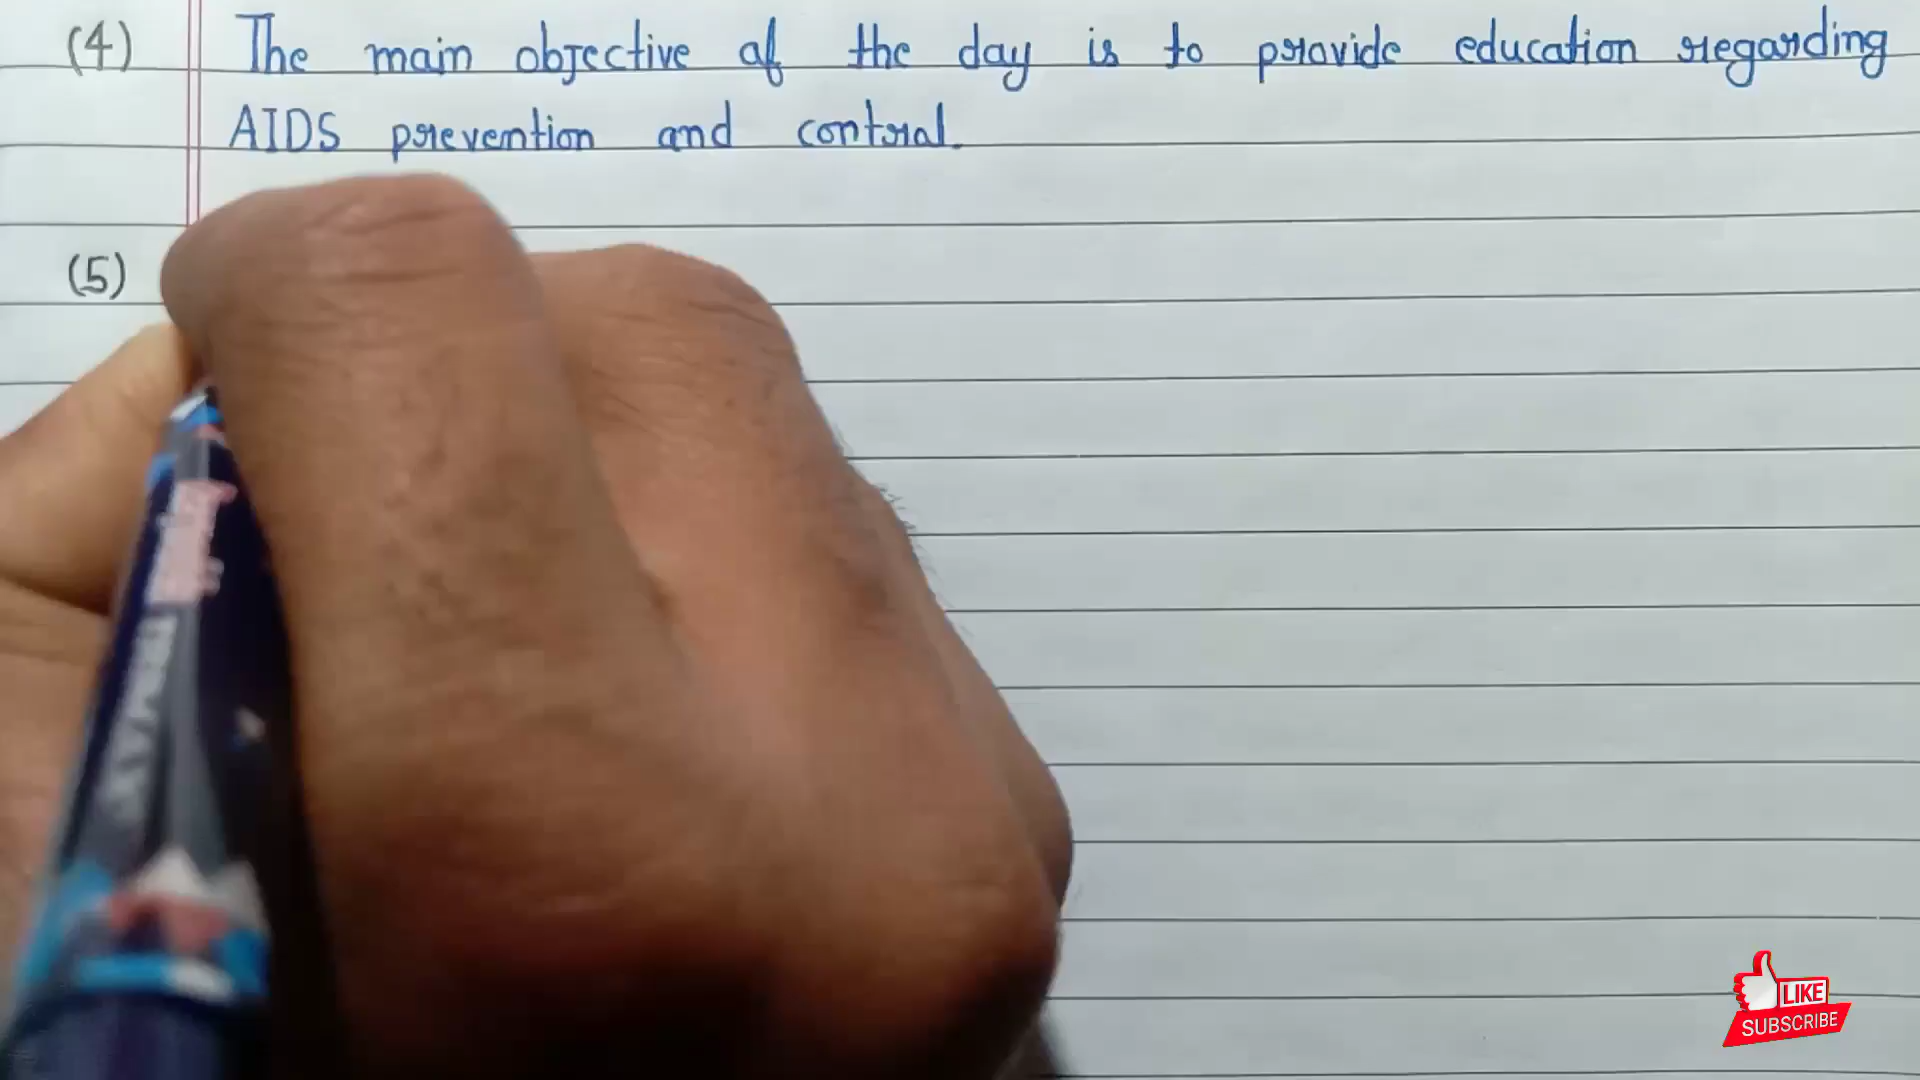 (4) The main objective of the day is to provide education regarding
AIDS prevention and control.
(5)
TRIMAX
LIKE
SUBSCRIBE